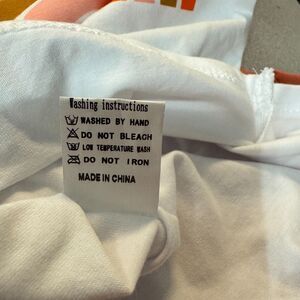 Washing instructions
WASHED BY HAND
DO NOT BLEACH
LOW TEMPERATURE WASH
DO NOT IRON
MADE IN CHINA